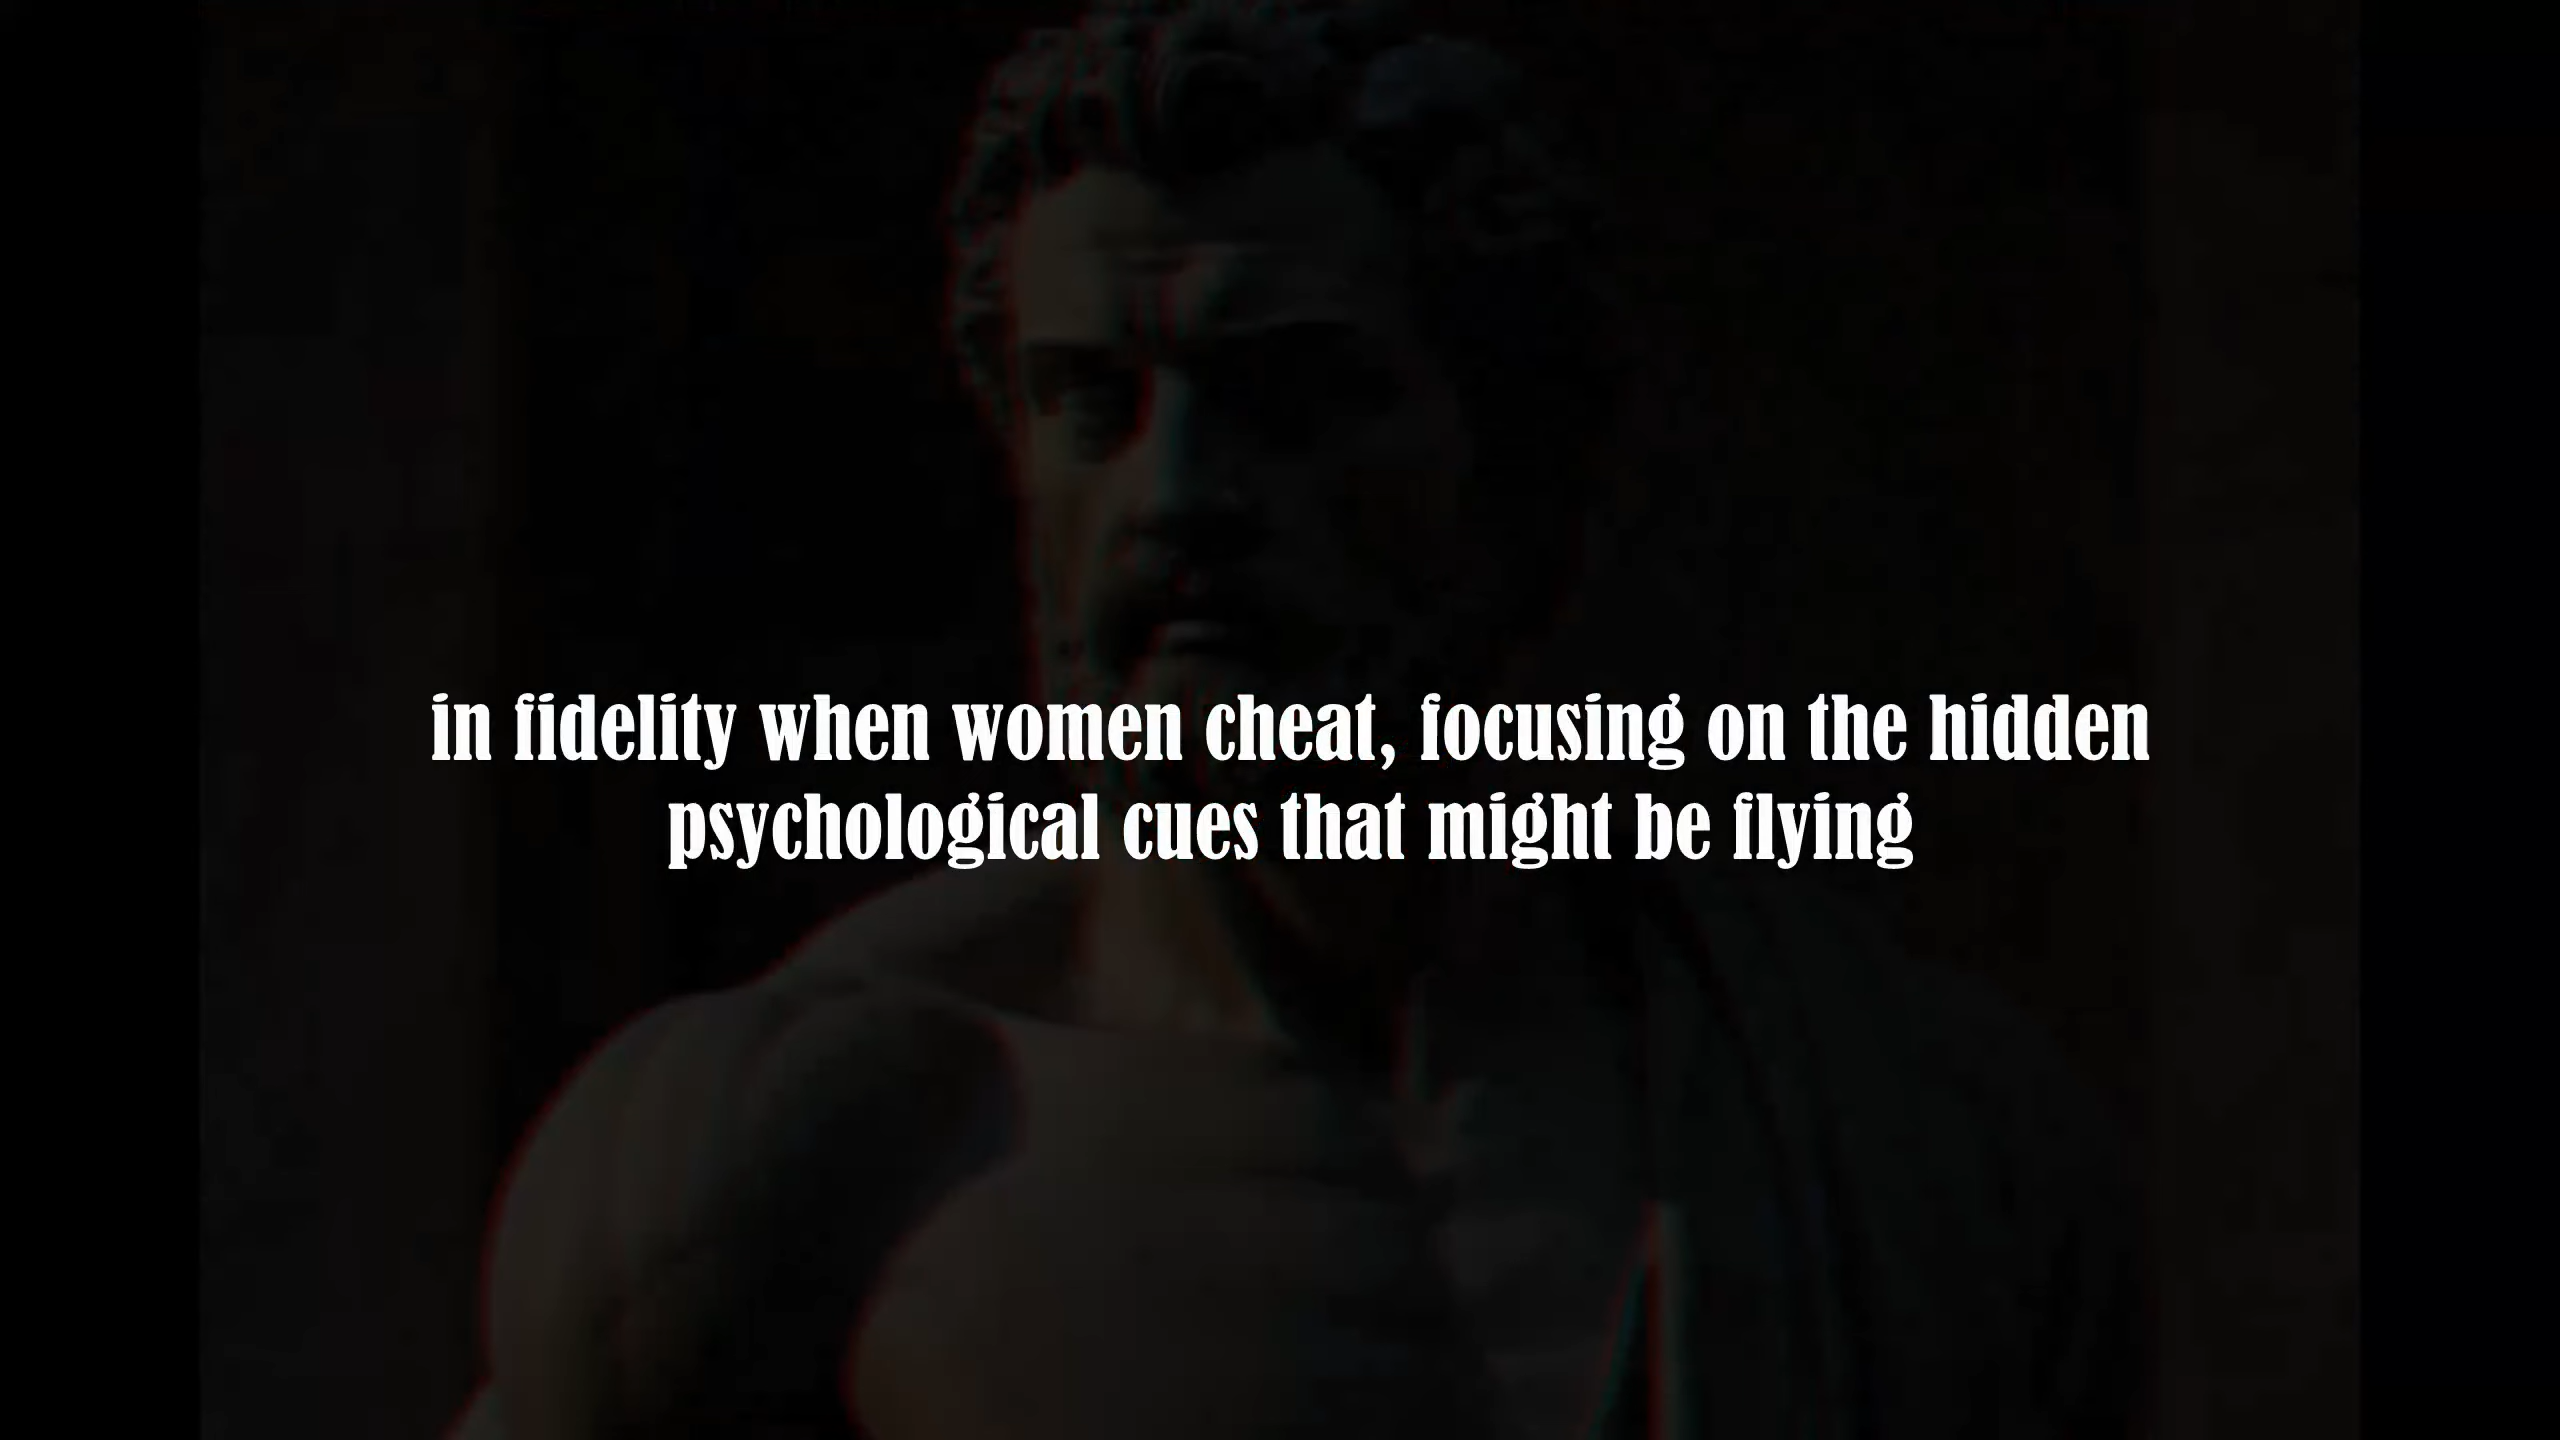 in fidelity when women cheat, focusing on the hidden
psychological cues that might be flying